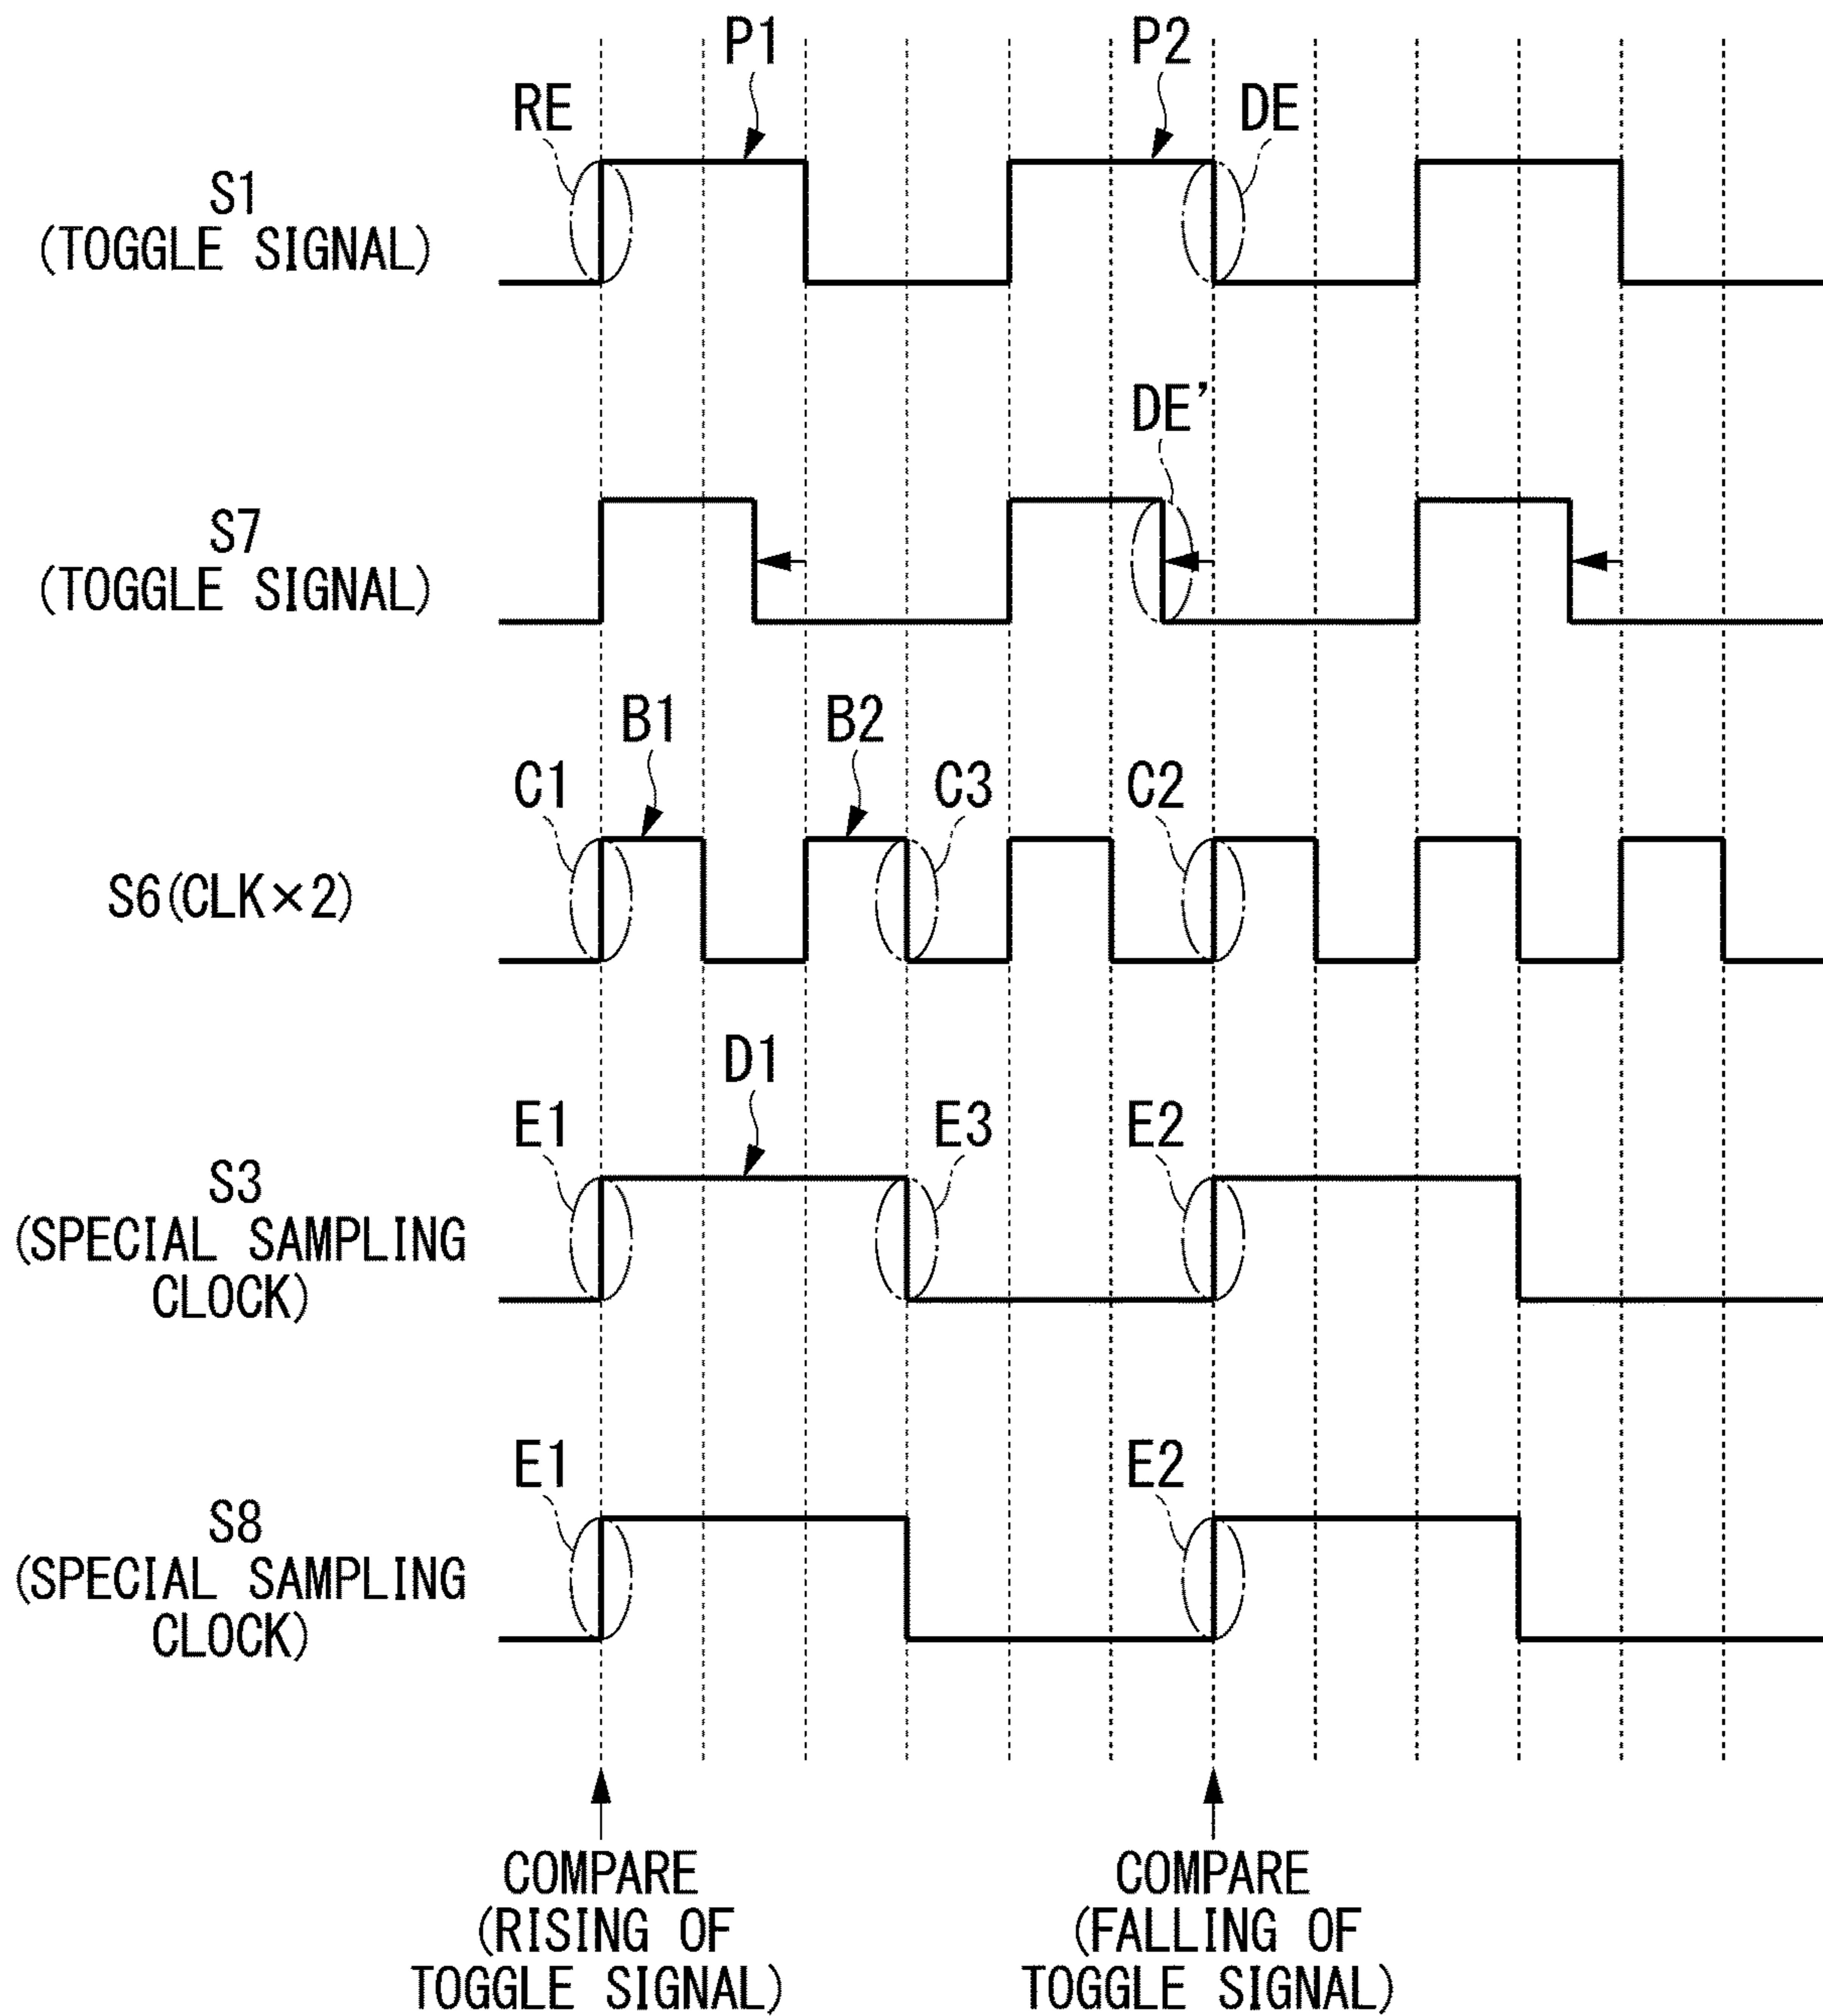 P1
P2
RE
DE
S1
(TOGGLE SIGNAL)
DE'
S7
(TOGGLE SIGNAL)
B1
B2
C1
C3
C2
S6(CLK×2)
D1
E1
E3
E2
S3
(SPECIAL SAMPLING
CLOCK)
E1
E2
S8
(SPECIAL SAMPLING
CLOCK)
COMPARE
(RISING OF
TOGGLE SIGNAL)
COMPARE
(FALLING OF
TOGGLE SIGNAL)